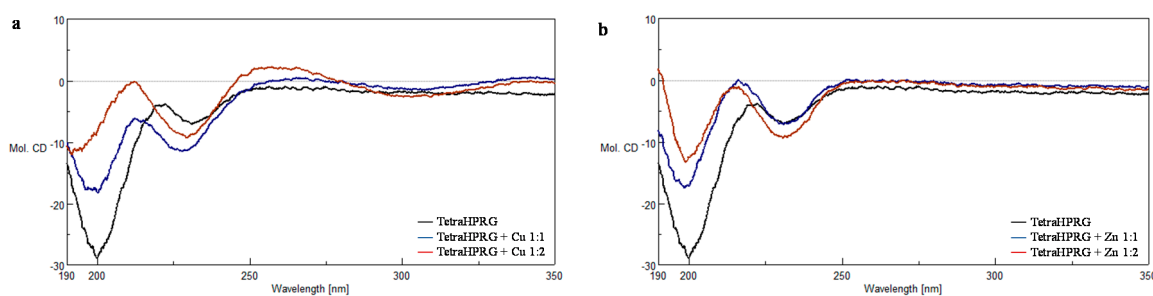 a
10
0
Mol. CD -10
-20
-30
190 200 250 300 350
Wavelength [nm]
TetraHPRG
TetraHPRG + Cu 1:1
TetraHPRG + Cu 1:2
b
10
0
Mol. CD -10
-20
-30
190 200 250 300 350
Wavelength [nm]
TetraHPRG
TetraHPRG + Zn 1:1
TetraHPRG + Zn 1:2